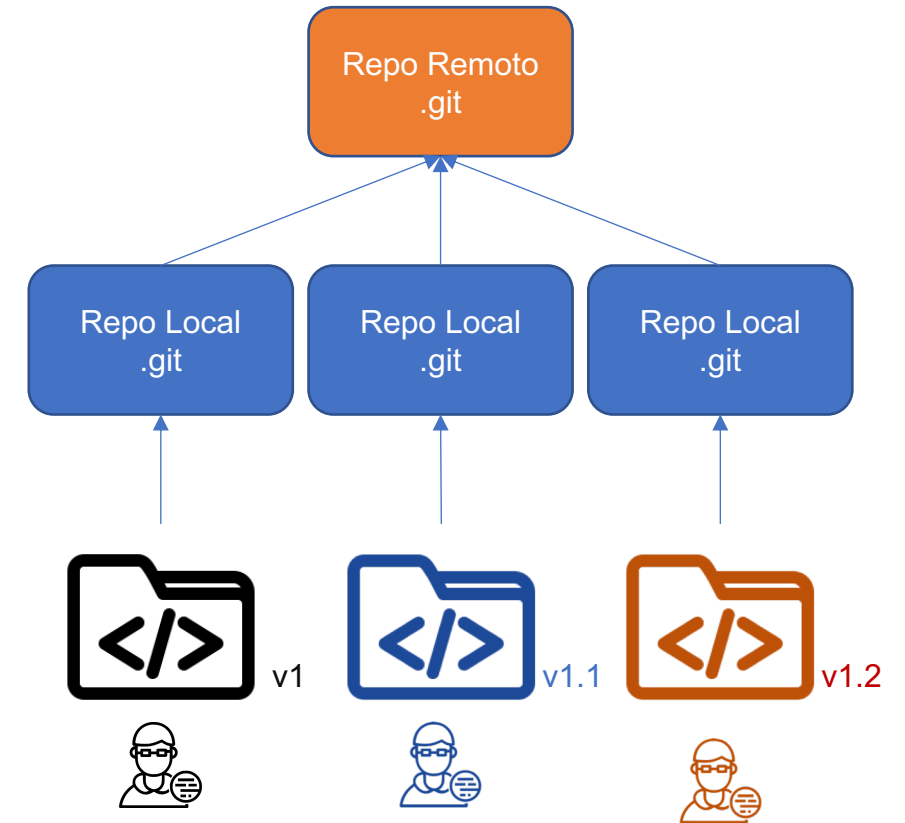 Repo Remoto
.git
Repo Local
.git
Repo Local
.git
Repo Local
.git
</>
v1
</>
v1.1
</>
v1.2